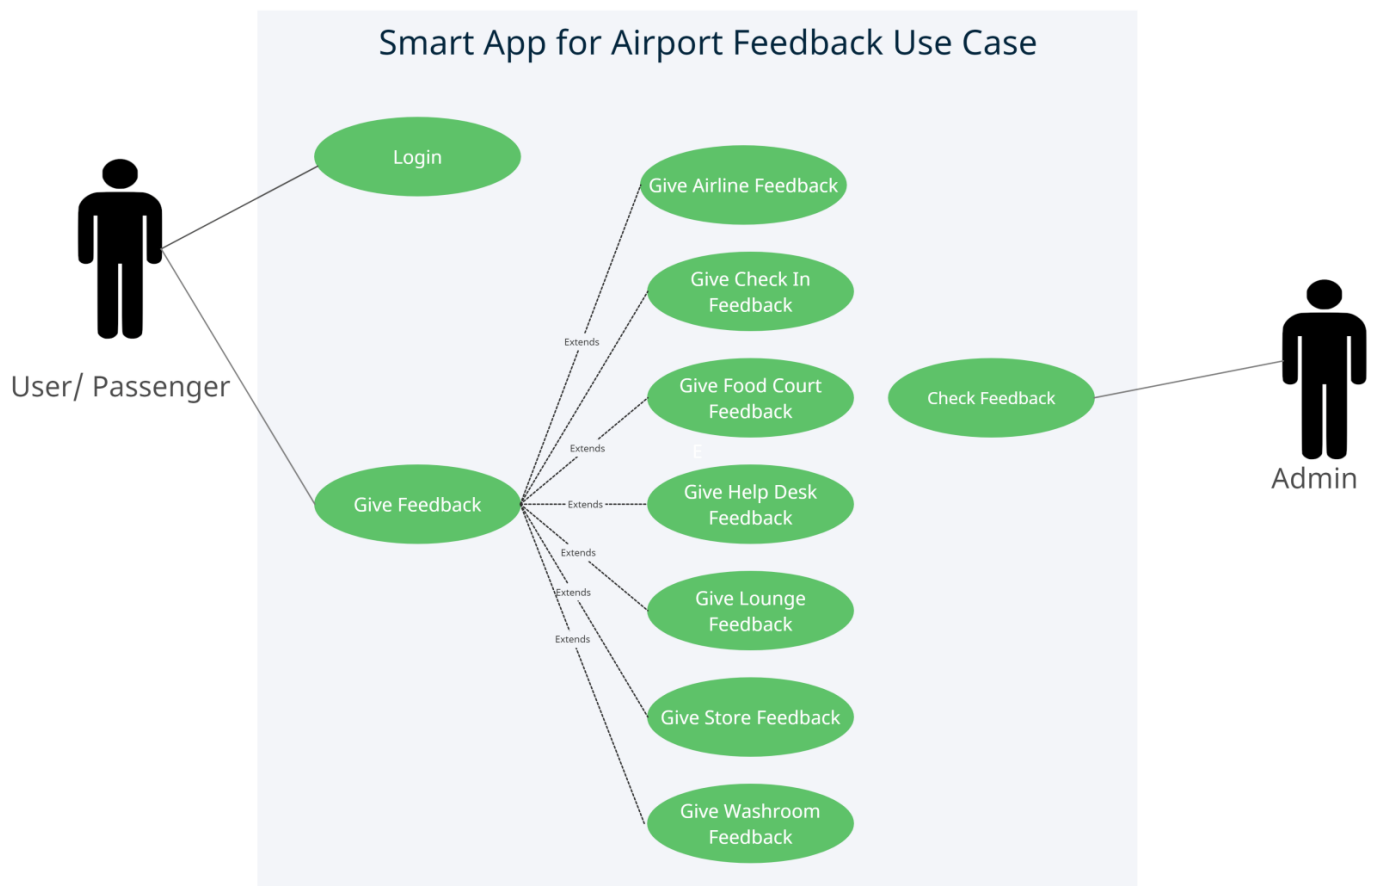 Smart App for Airport Feedback Use Case
Login
Give Airline Feedback
Give Check In
Feedback
Extends
Give Food Court
Feedback
Check Feedback
User/ Passenger
Extends
E
Admin
Give Feedback
Extends
Give Help Desk
Feedback
Extends
Extends
Give Lounge
Feedback
Extends
Give Store Feedback
Give Washroom
Feedback